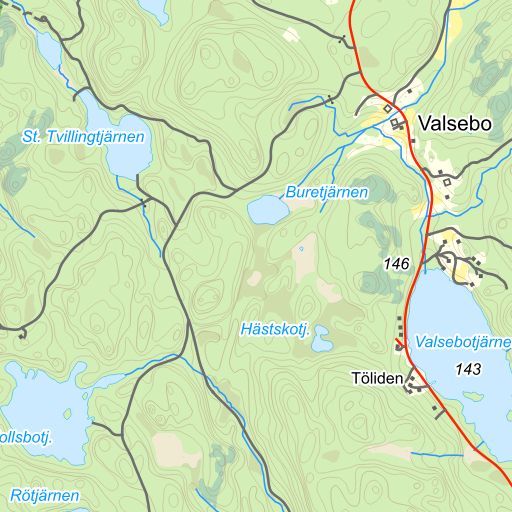 Valsebo
St. Tvillingtjärnen
Buretjärnen
146
Hästskotj.
Valsebotjärne
143
Töliden
ollsbotj.
Rötjärnen